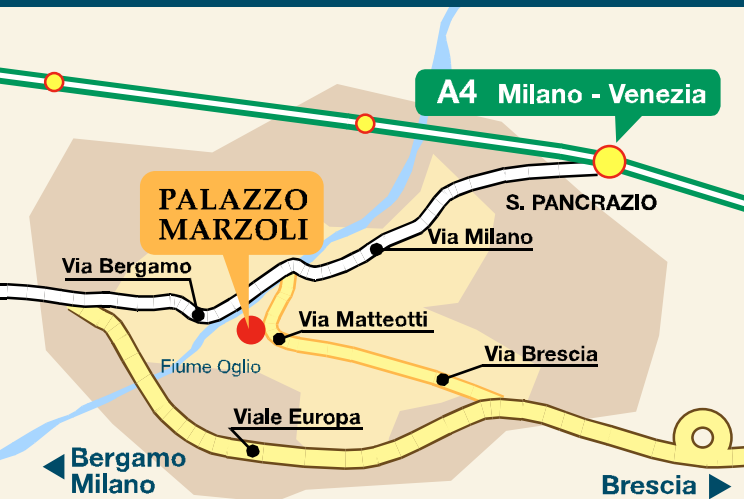 A4 Milano - Venezia
PALAZZO
MARZOLI
S. PANCRAZIO
Via Milano
Via Bergamo
Via Matteotti
Via Brescia
Fiume Oglio
Viale Europa
Bergamo
Milano
Brescia